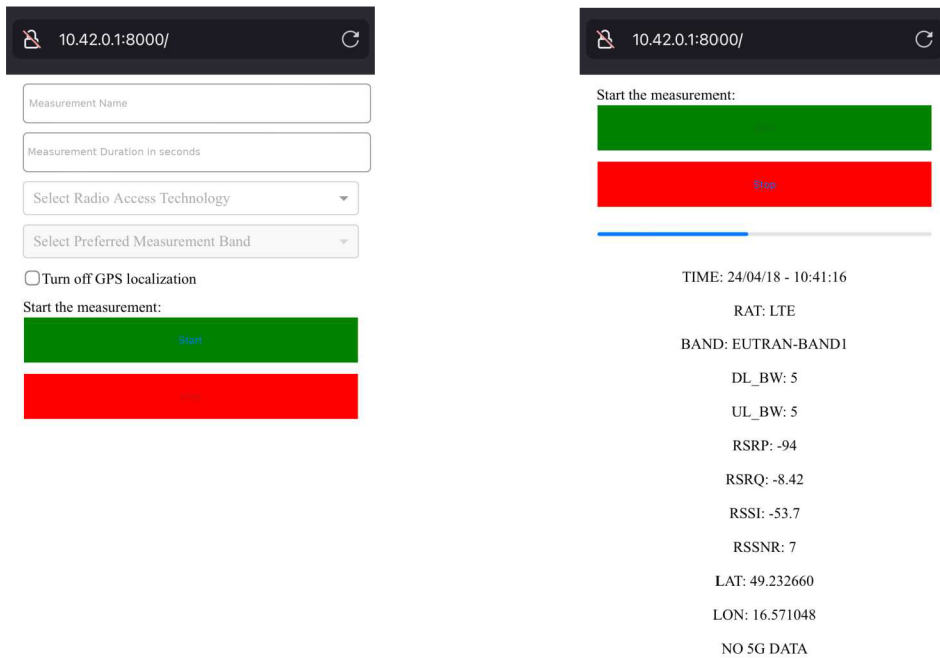 10.42.0.1:8000/
Measurement Name
Measurement Duration in seconds
Select Radio Access Technology
Select Preferred Measurement Band
Turn off GPS localization
Start the measurement:
Start
10.42.0.1:8000/
Start the measurement:
Stop
TIME: 24/04/18 - 10:41:16
RAT: LTE
BAND: EUTRAN-BAND1
DL_BW: 5
UL_BW: 5
RSRP: -94
RSRQ: -8.42
RSSI: -53.7
RSSNR: 7
LAT: 49.232660
LON: 16.571048
NO 5G DATA